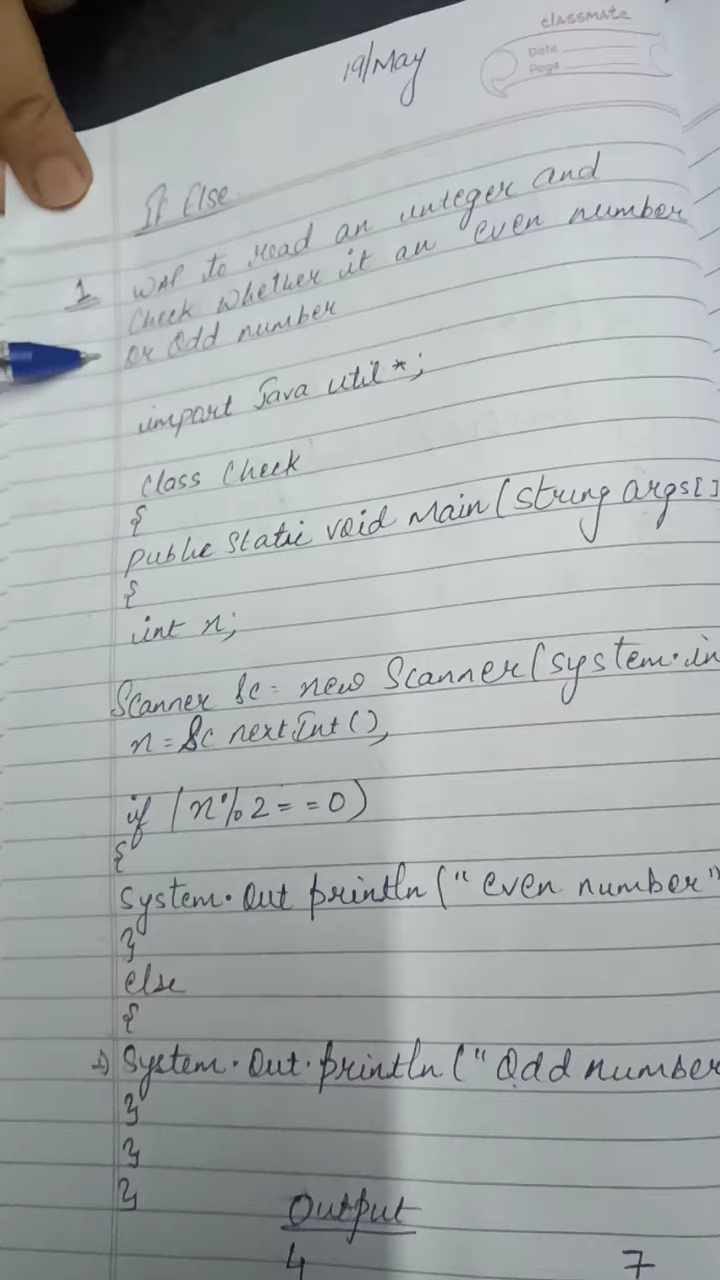 classmate
Date
Page
19/May
If Else
1 WAP to read an integer and
Check whether it an even number
or Odd number
import Java util *;
class Check
{
public static void main (string args[]
{
int n;
Scanner Sc = new Scanner (system.in
n = Sc nextInt (),
if (n%2 = = 0)
{
System.Out println (" even number"
}
else
{
System.Out.println (" Odd number
}
}
}
Output
4 7